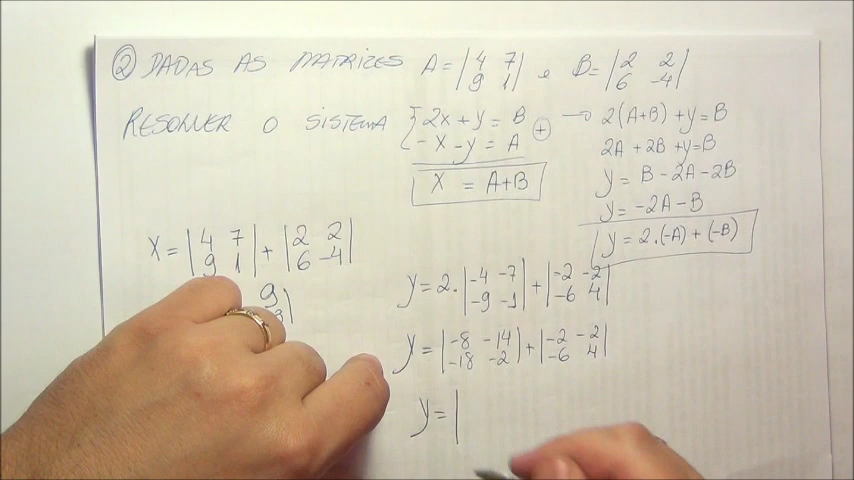 ② DADAS AS MATRIZES A = |4 7| e B = |2 2|
|9 1| |6 -4|
RESOLVER O SISTEMA { 2x + y = B
-x - y = A ⊕
x = A+B
→ 2(A+B) + y = B
2A + 2B + y = B
y = B - 2A - 2B
y = -2A - B
y = 2.(-A) + (-B)
x = |4 7| + |2 2|
|9 1| |6 -4|
9
y = 2. |-4 -7| + |-2 -2|
|-9 -1| |-6 4|
y = |-8 -14| + |-2 -2|
|-18 -2| |-6 4|
y = |